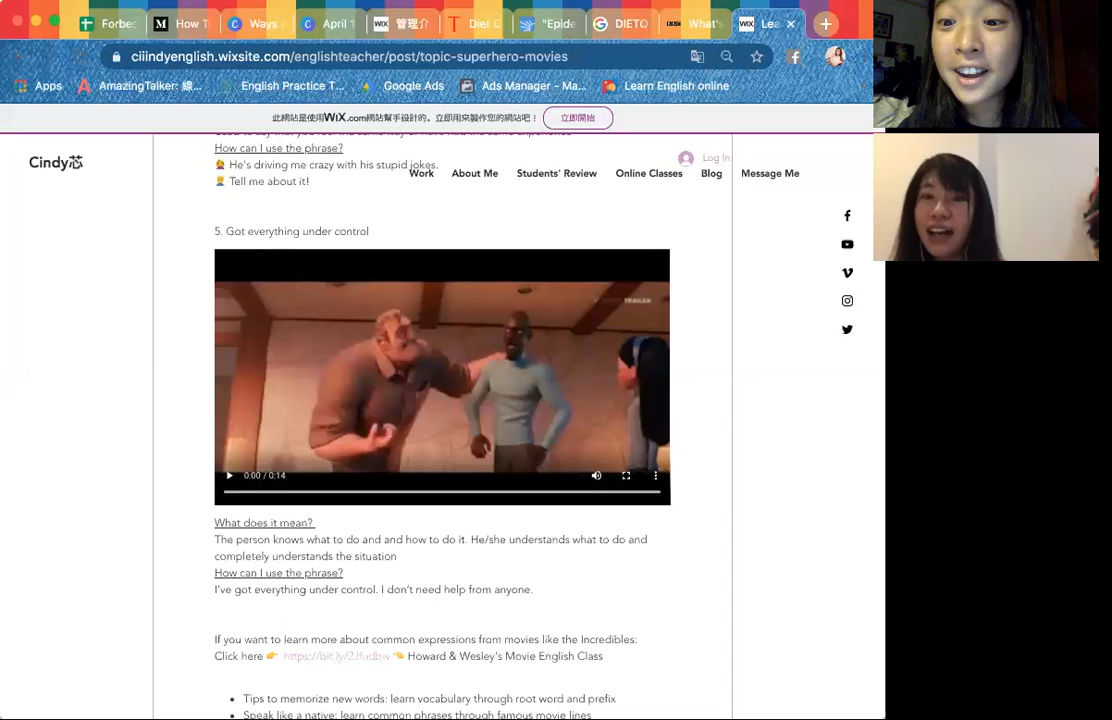 Forbes
How T
Ways
April 1
管理介
Die! C
"Epide
DIETO
What's
Lea
ciiindyenglish.wixsite.com/englishteacher/post/topic-superhero-movies
Apps
AmazingTalker: 線...
English Practice T...
Google Ads
Ads Manager - Ma...
Learn English online
此網站是使用WiX.com網站幫手設計的。立即用來製作您的網站吧！
立即開始
Cindy芯
Log In
Work
About Me
Students' Review
Online Classes
Blog
Message Me
How can I use the phrase?
He's driving me crazy with his stupid jokes.
Tell me about it!
5. Got everything under control
TRAILER
0:00 / 0:14
What does it mean?
The person knows what to do and and how to do it. He/she understands what to do and
completely understands the situation
How can I use the phrase?
I've got everything under control. I don't need help from anyone.
If you want to learn more about common expressions from movies like the Incredibles:
Click here 👉 https://bit.ly/2Jfudbw 👈 Howard & Wesley's Movie English Class
• Tips to memorize new words: learn vocabulary through root word and prefix
• Speak like a native: learn common phrases through famous movie lines